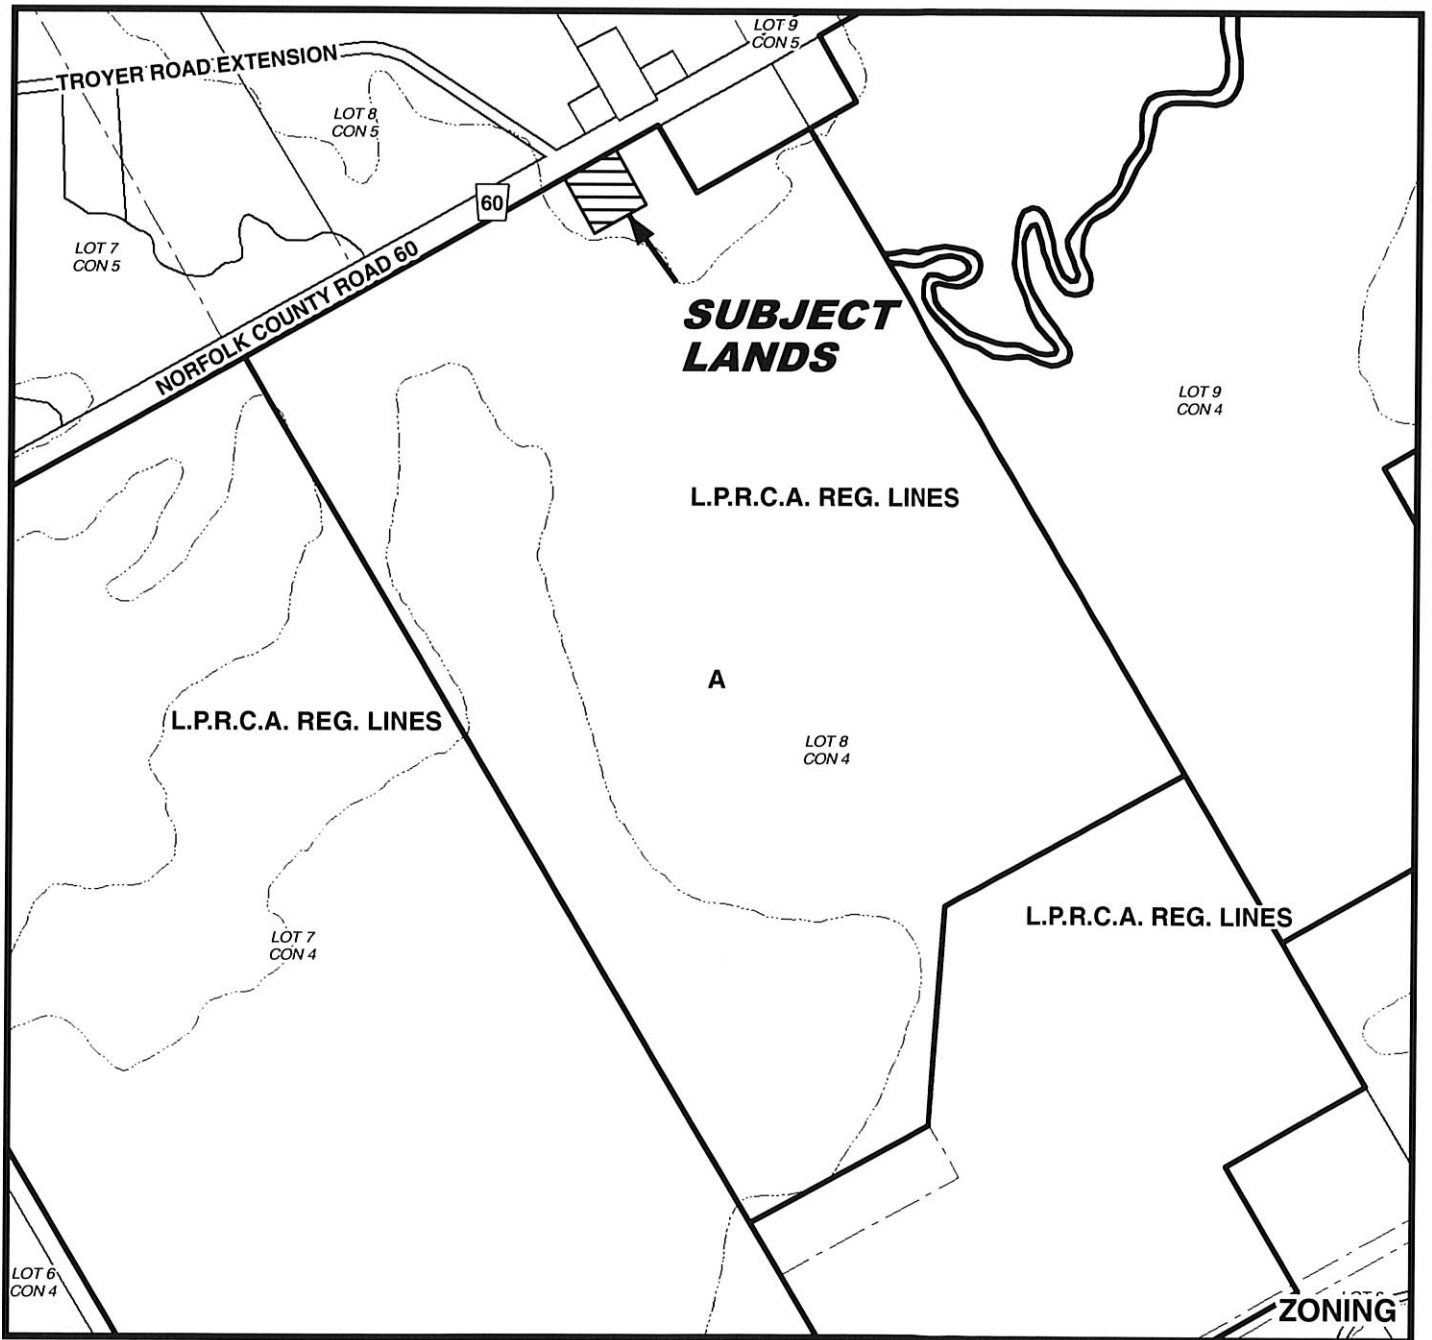 LOT 9
CON 5
TROYER ROAD EXTENSION
LOT 8
CON 5
60
LOT 7
CON 5
NORFOLK COUNTY ROAD 60
SUBJECT
LANDS
LOT 9
CON 4
L.P.R.C.A. REG. LINES
A
L.P.R.C.A. REG. LINES
LOT 8
CON 4
L.P.R.C.A. REG. LINES
LOT 7
CON 4
LOT 6
CON 4
ZONING